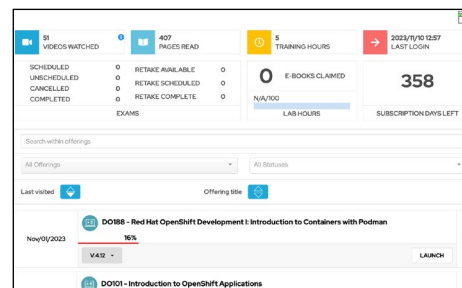 51
VIDEOS WATCHED
407
PAGES READ
5
TRAINING HOURS
2023/11/10 12:57
LAST LOGIN
SCHEDULED 0
UNSCHEDULED 0
CANCELLED 0
COMPLETED 0
RETAKE AVAILABLE 0
RETAKE SCHEDULED 0
RETAKE COMPLETE 0
EXAMS
0 E-BOOKS CLAIMED
N/A/100
LAB HOURS
358
SUBSCRIPTION DAYS LEFT
Search within offerings
All Offerings
All Statuses
Last visited
Offering title
Nov/01/2023
DO188 - Red Hat OpenShift Development I: Introduction to Containers with Podman
16%
V:4.12
LAUNCH
DO101 - Introduction to OpenShift Applications